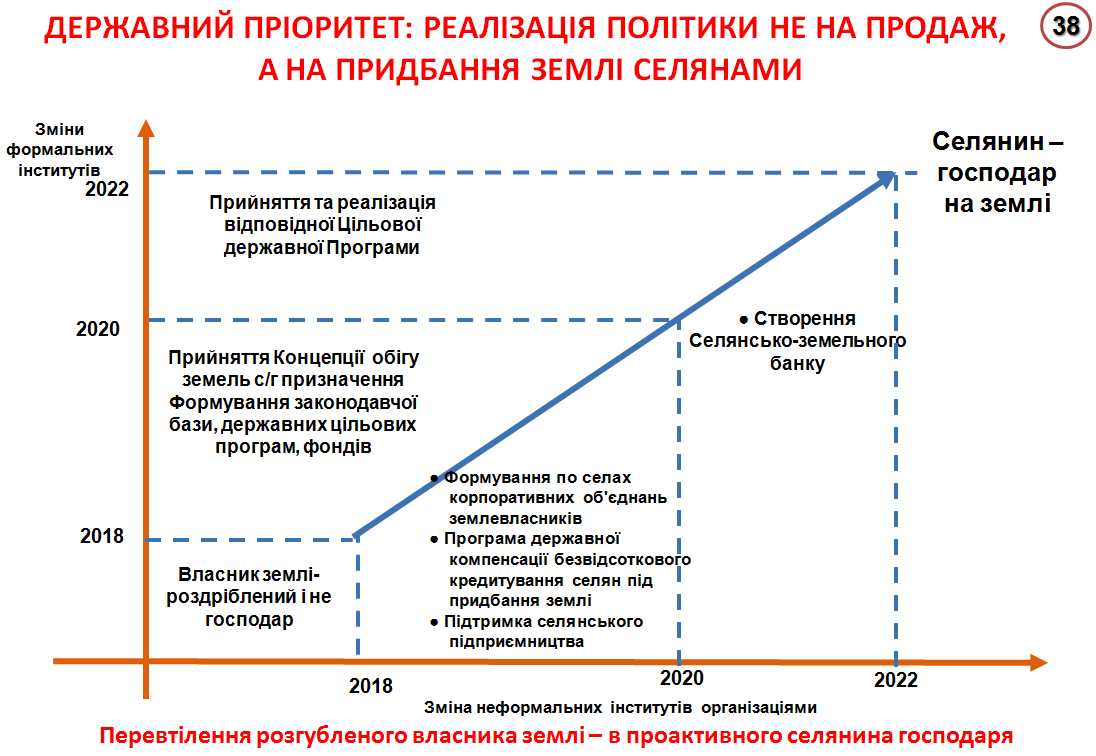 ДЕРЖАВНИЙ ПРІОРИТЕТ: РЕАЛІЗАЦІЯ ПОЛІТИКИ НЕ НА ПРОДАЖ,
А НА ПРИДБАННЯ ЗЕМЛІ СЕЛЯНАМИ
38
Зміни
формальних
інститутів
2022
Прийняття та реалізація
відповідної Цільової
державної Програми
Селянин –
господар
на землі
2020
Прийняття Концепції обігу
земель с/г призначення
Формування законодавчої
бази, державних цільових
програм, фондів
● Створення
Селянсько-земельного
банку
● Формування по селах
корпоративних об'єднань
землевласників
● Програма державної
компенсації безвідсоткового
кредитування селян під
придбання землі
● Підтримка селянського
підприємництва
2018
Власник землі-
роздріблений і не
господар
2018
2020
2022
Зміна неформальних інститутів організаціями
Перевтілення розгубленого власника землі – в проактивного селянина господаря